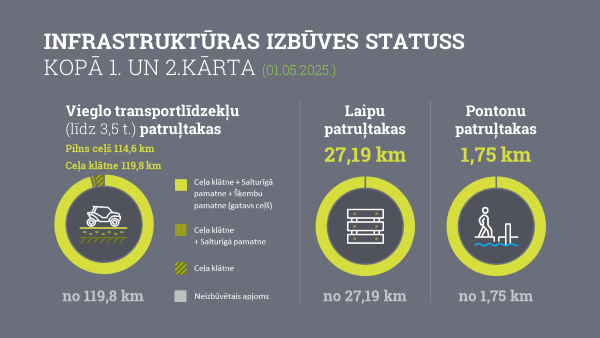 INFRASTRUKTŪRAS IZBŪVES STATUSS
KOPĀ 1. UN 2.KĀRTA (01.05.2025.)
Vieglo transportlīdzekļu
(līdz 3,5 t.) patruļtakas
Pilns ceļš 114,6 km
Ceļa klātne 119,8 km
Ceļa klātne + Salturīgā
pamatne + Šķembu
pamatne (gatavs ceļš)
Ceļa klātne
+ Salturīgā pamatne
Ceļa klātne
Neizbūvētais apjoms
no 119,8 km
Laipu
patruļtakas
27,19 km
no 27,19 km
Pontonu
patruļtakas
1,75 km
no 1,75 km